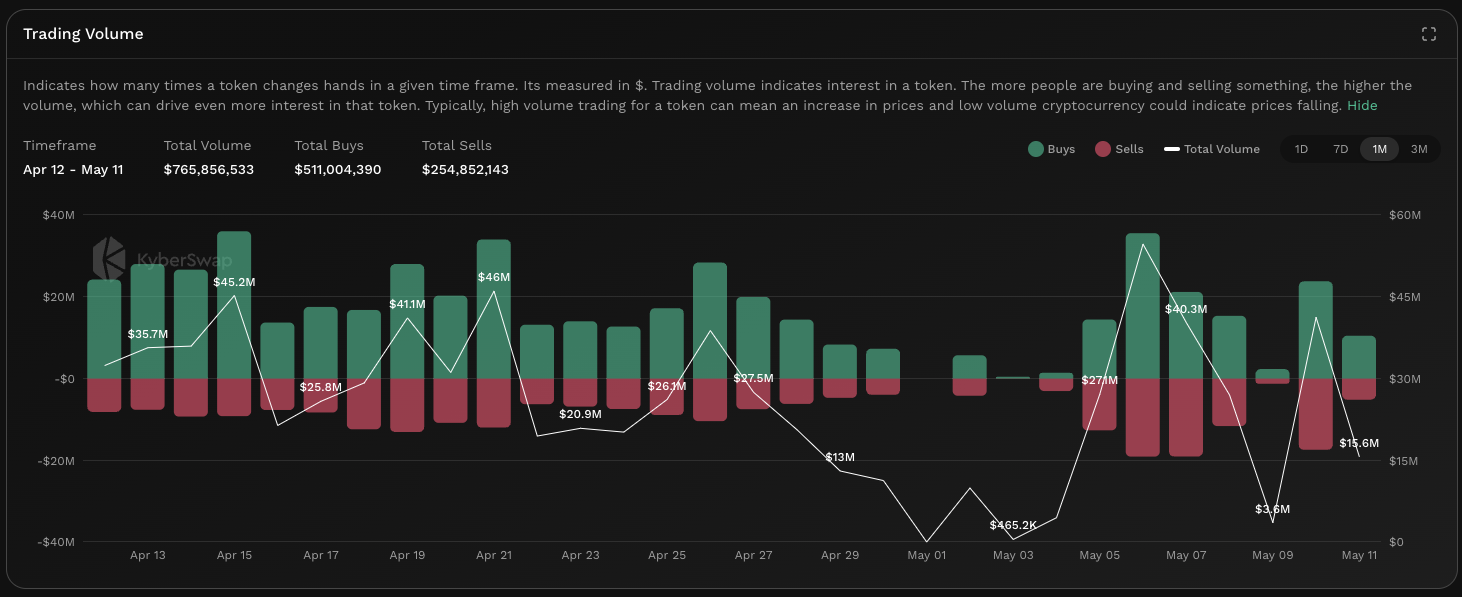 Trading Volume
Indicates how many times a token changes hands in a given time frame. Its measured in $. Trading volume indicates interest in a token. The more people are buying and selling something, the higher the
volume, which can drive even more interest in that token. Typically, high volume trading for a token can mean an increase in prices and low volume cryptocurrency could indicate prices falling. Hide
Timeframe Total Volume Total Buys Total Sells
Apr 12 - May 11 $765,856,533 $511,004,390 $254,852,143
Buys Sells Total Volume 1D 7D 1M 3M
$40M $60M
KyberSwap
$45.2M
$46M
$20M $45M
$41.1M
$40.3M
$35.7M
-$0 $30M
$27.5M
$27.1M
$25.8M
$26.1M
$20.9M
$15.6M
$13M
-$20M $15M
$3.6M
$465.2K
-$40M $0
Apr 13 Apr 15 Apr 17 Apr 19 Apr 21 Apr 23 Apr 25 Apr 27 Apr 29 May 01 May 03 May 05 May 07 May 09 May 11